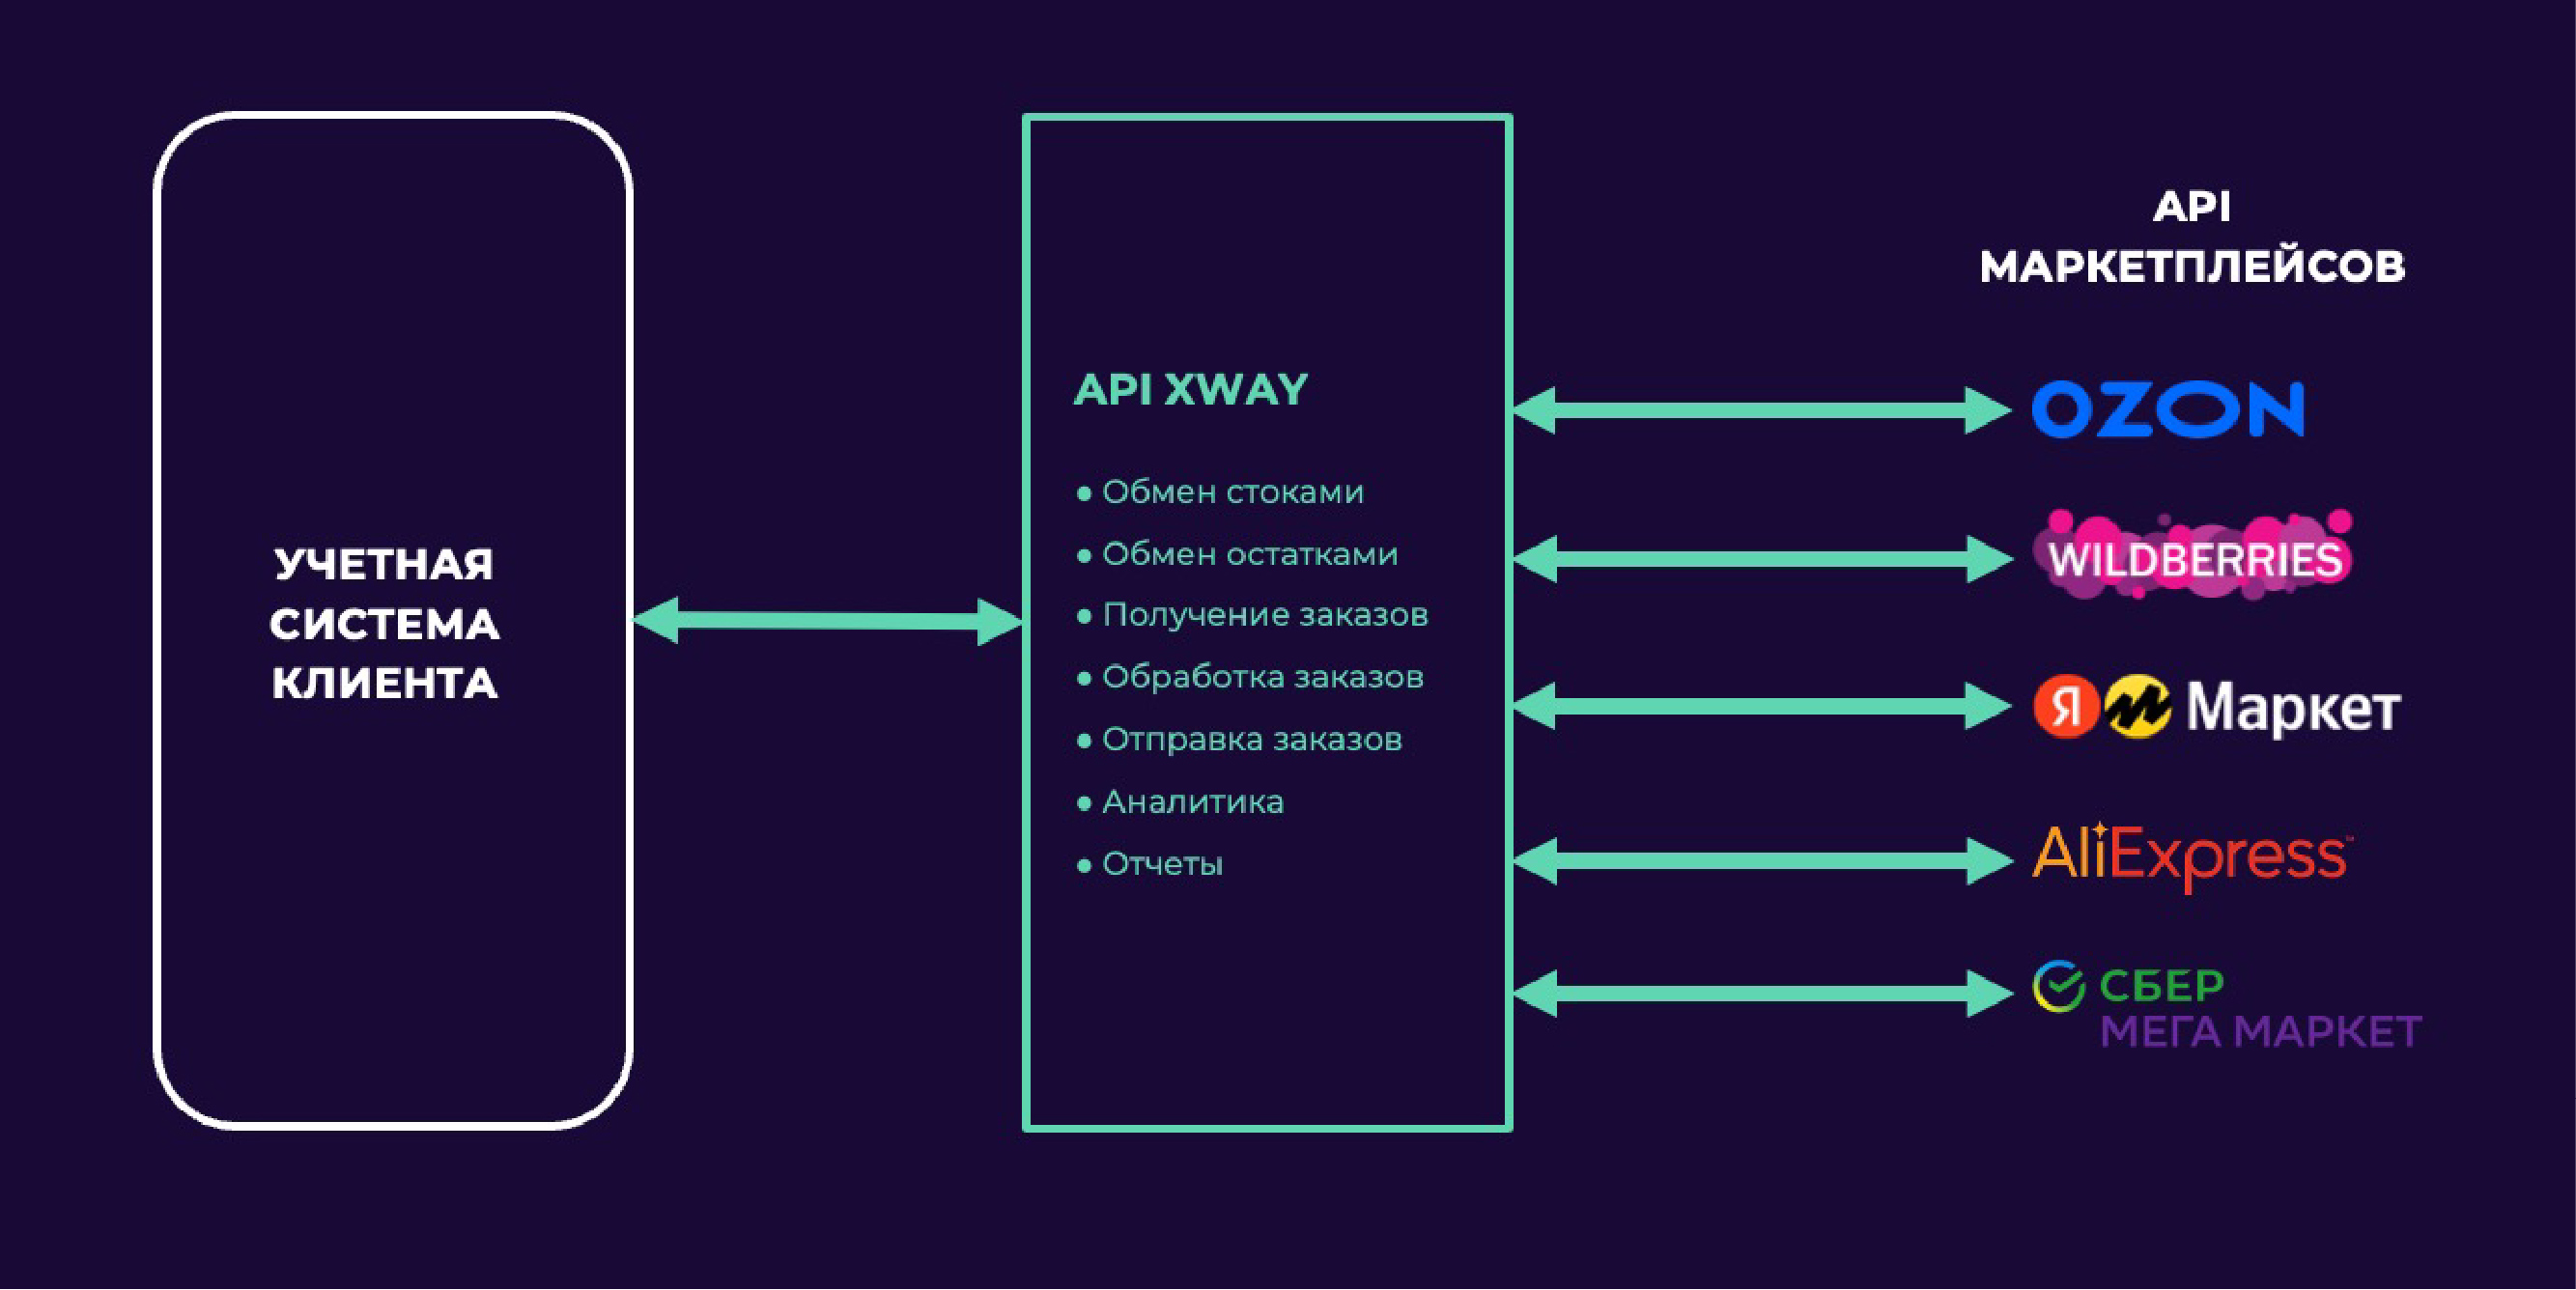 УЧЕТНАЯ
СИСТЕМА
КЛИЕНТА
API XWAY
• Обмен стоками
• Обмен остатками
• Получение заказов
• Обработка заказов
• Отправка заказов
• Аналитика
• Отчеты
API
МАРКЕТПЛЕЙСОВ
OZON
WILDBERRIES
Я Маркет
AliExpress
СБЕР
МЕГА МАРКЕТ